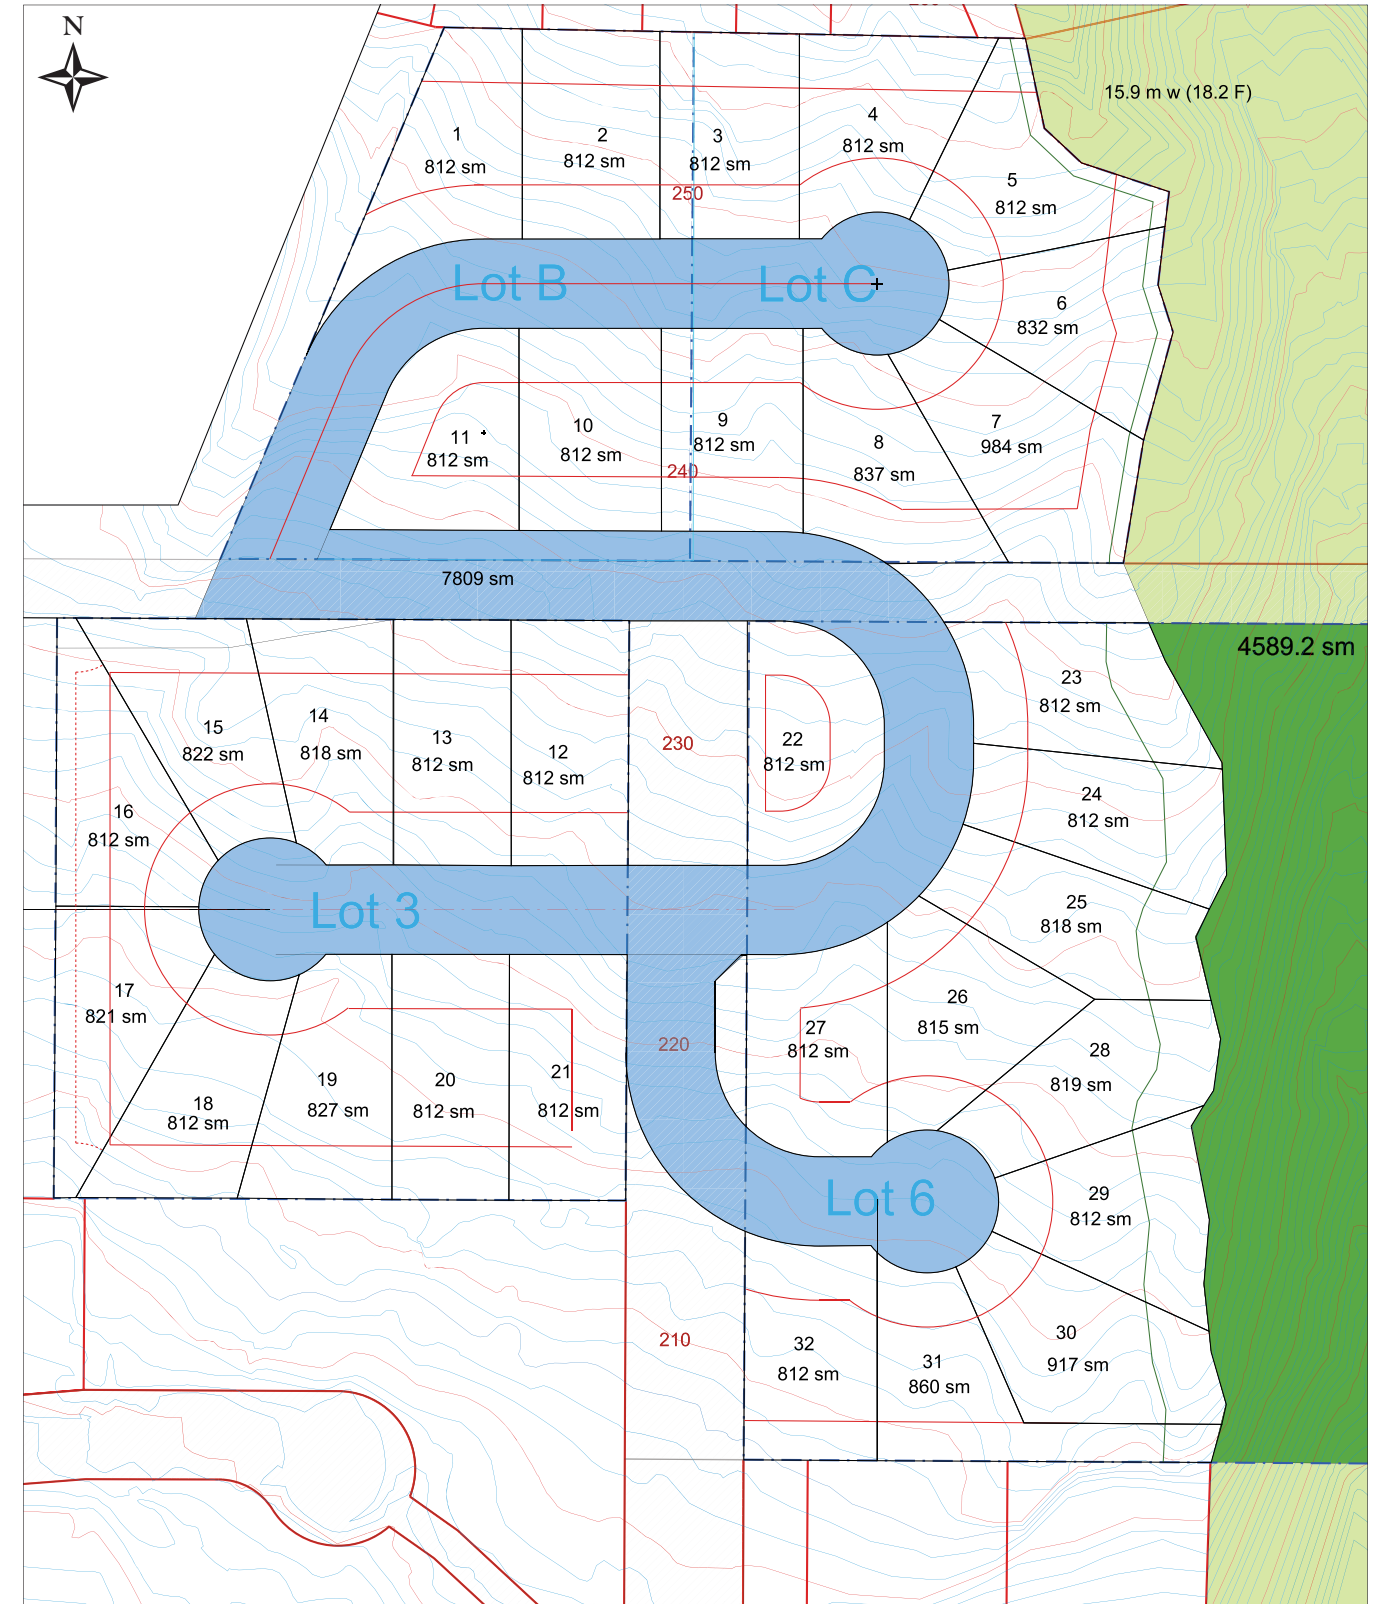 N
15.9 m w (18.2 F)
1
812 sm
2
812 sm
3
812 sm
4
812 sm
5
812 sm
250
Lot B
Lot C
6
832 sm
7
984 sm
8
837 sm
9
812 sm
10
812 sm
11
812 sm
240
7809 sm
4589.2 sm
23
812 sm
15
822 sm
14
818 sm
13
812 sm
12
812 sm
230
22
812 sm
24
812 sm
16
812 sm
Lot 3
25
818 sm
17
821 sm
26
815 sm
27
812 sm
220
28
819 sm
18
812 sm
19
827 sm
20
812 sm
21
812 sm
Lot 6
29
812 sm
210
32
812 sm
31
860 sm
30
917 sm